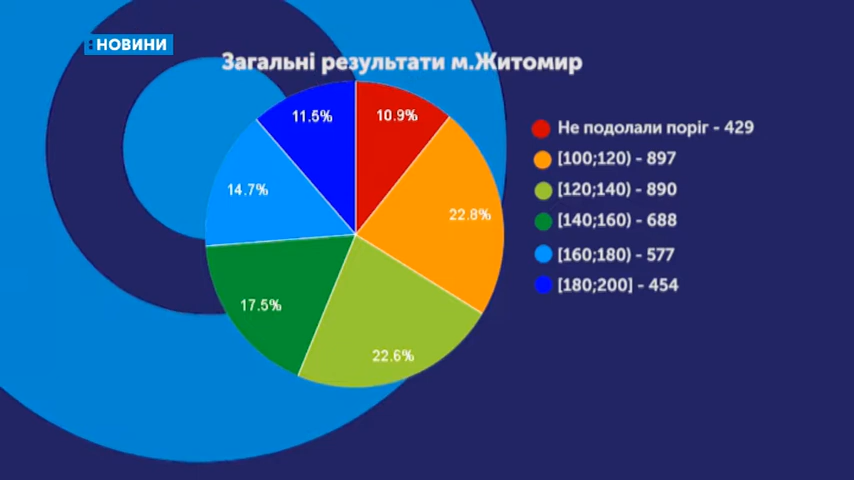 :НОВИНИ
Загальні результати м.Житомир
11.5%
10.9%
Не подолали поріг - 429
[100;120) - 897
14.7%
[120;140) - 890
22.8%
[140;160) - 688
[160;180) - 577
[180;200] - 454
17.5%
22.6%